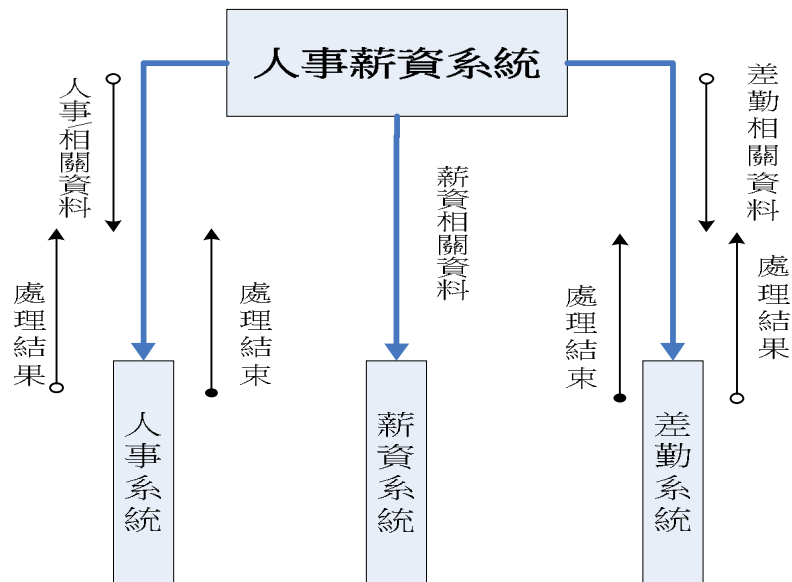 人事薪資系統
人事/相關資料
處理結果
處理結束
薪資相關資料
差勤相關資料
處理結束
處理結果
人事系統
薪資系統
差勤系統